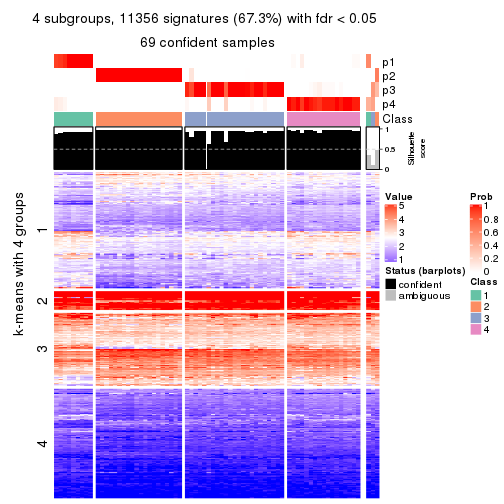 4 subgroups, 11356 signatures (67.3%) with fdr < 0.05
69 confident samples
p1
p2
p3
p4
Class
1
0.5
0
Silhouette
score
k-means with 4 groups
1
2
3
4
Value
5
4
3
2
1
Status (barplots)
confident
ambiguous
Prob
1
0.8
0.6
0.4
0.2
0
Class
1
2
3
4